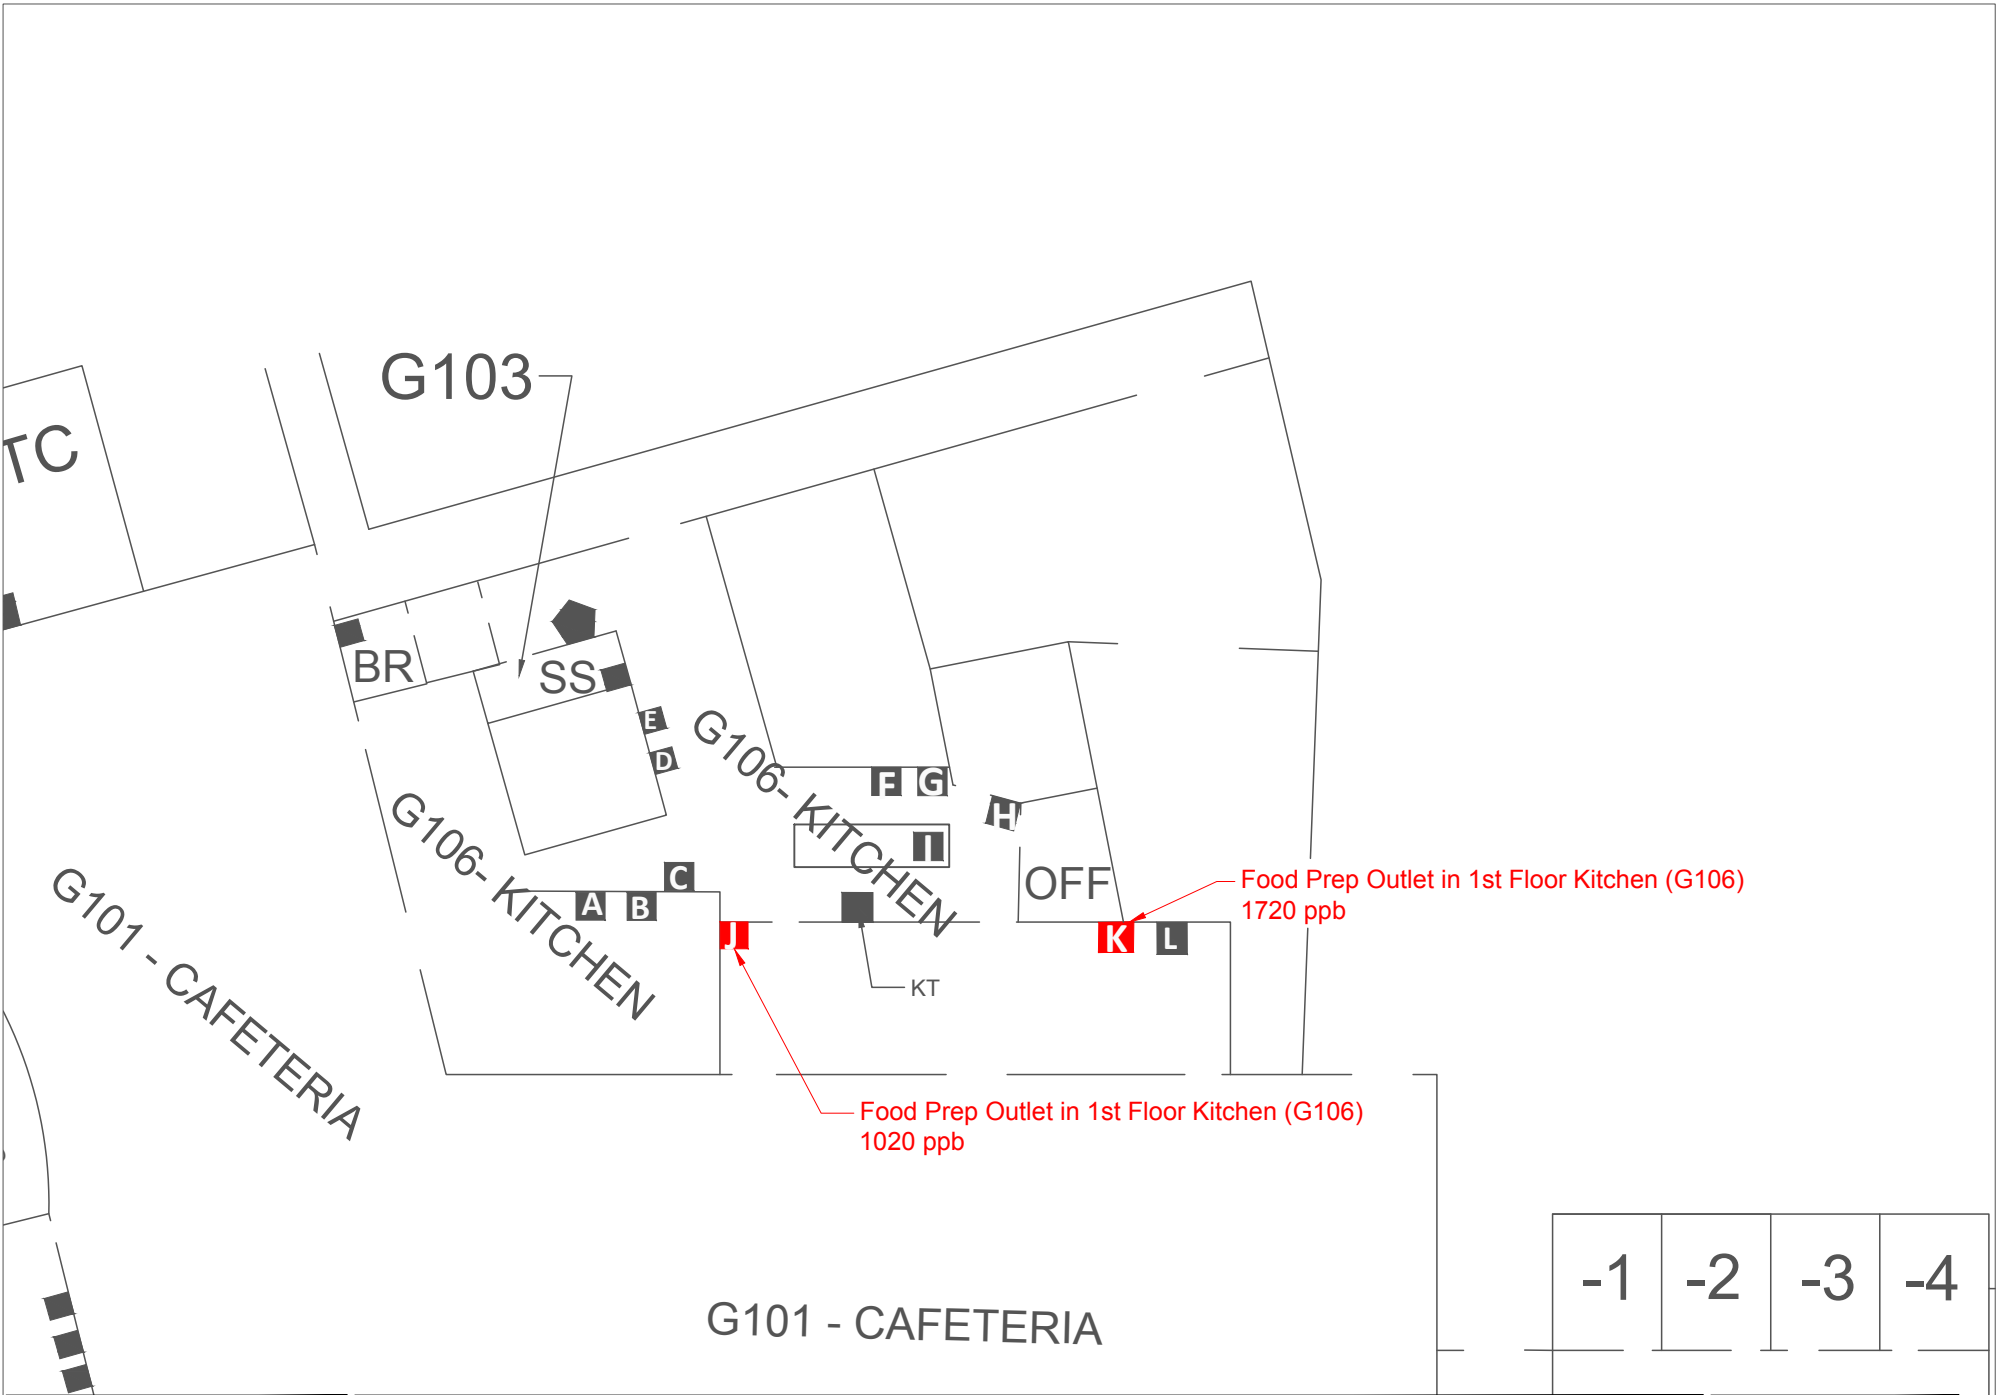 G103
TC
BR
SS
E
D
G106- KITCHEN
F
G
H
I
G106- KITCHEN
C
A
B
OFF
Food Prep Outlet in 1st Floor Kitchen (G106)
1720 ppb
J
K
L
KT
G101 - CAFETERIA
Food Prep Outlet in 1st Floor Kitchen (G106)
1020 ppb
-1
-2
-3
-4
G101 - CAFETERIA